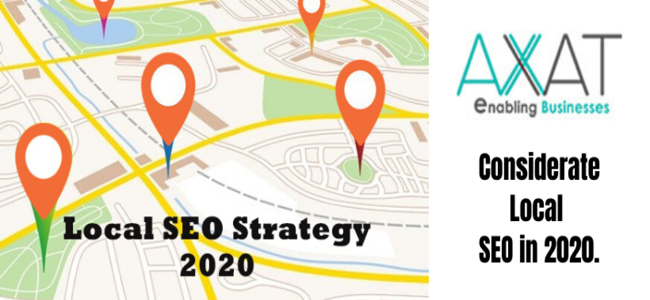 Local SEO Strategy
2020
AXAT
enabling Businesses
Considerate
Local
SEO in 2020.